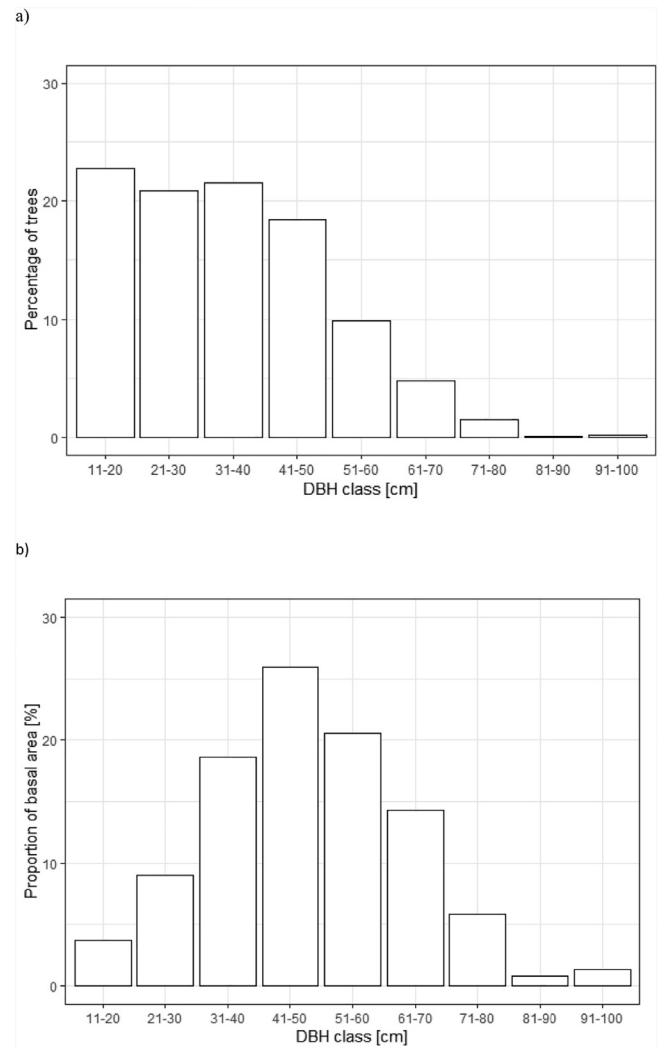 a)
30
20
10
0
Percentage of trees
11-20 21-30 31-40 41-50 51-60 61-70 71-80 81-90 91-100
DBH class [cm]
b)
30
20
10
0
Proportion of basal area [%]
11-20 21-30 31-40 41-50 51-60 61-70 71-80 81-90 91-100
DBH class [cm]